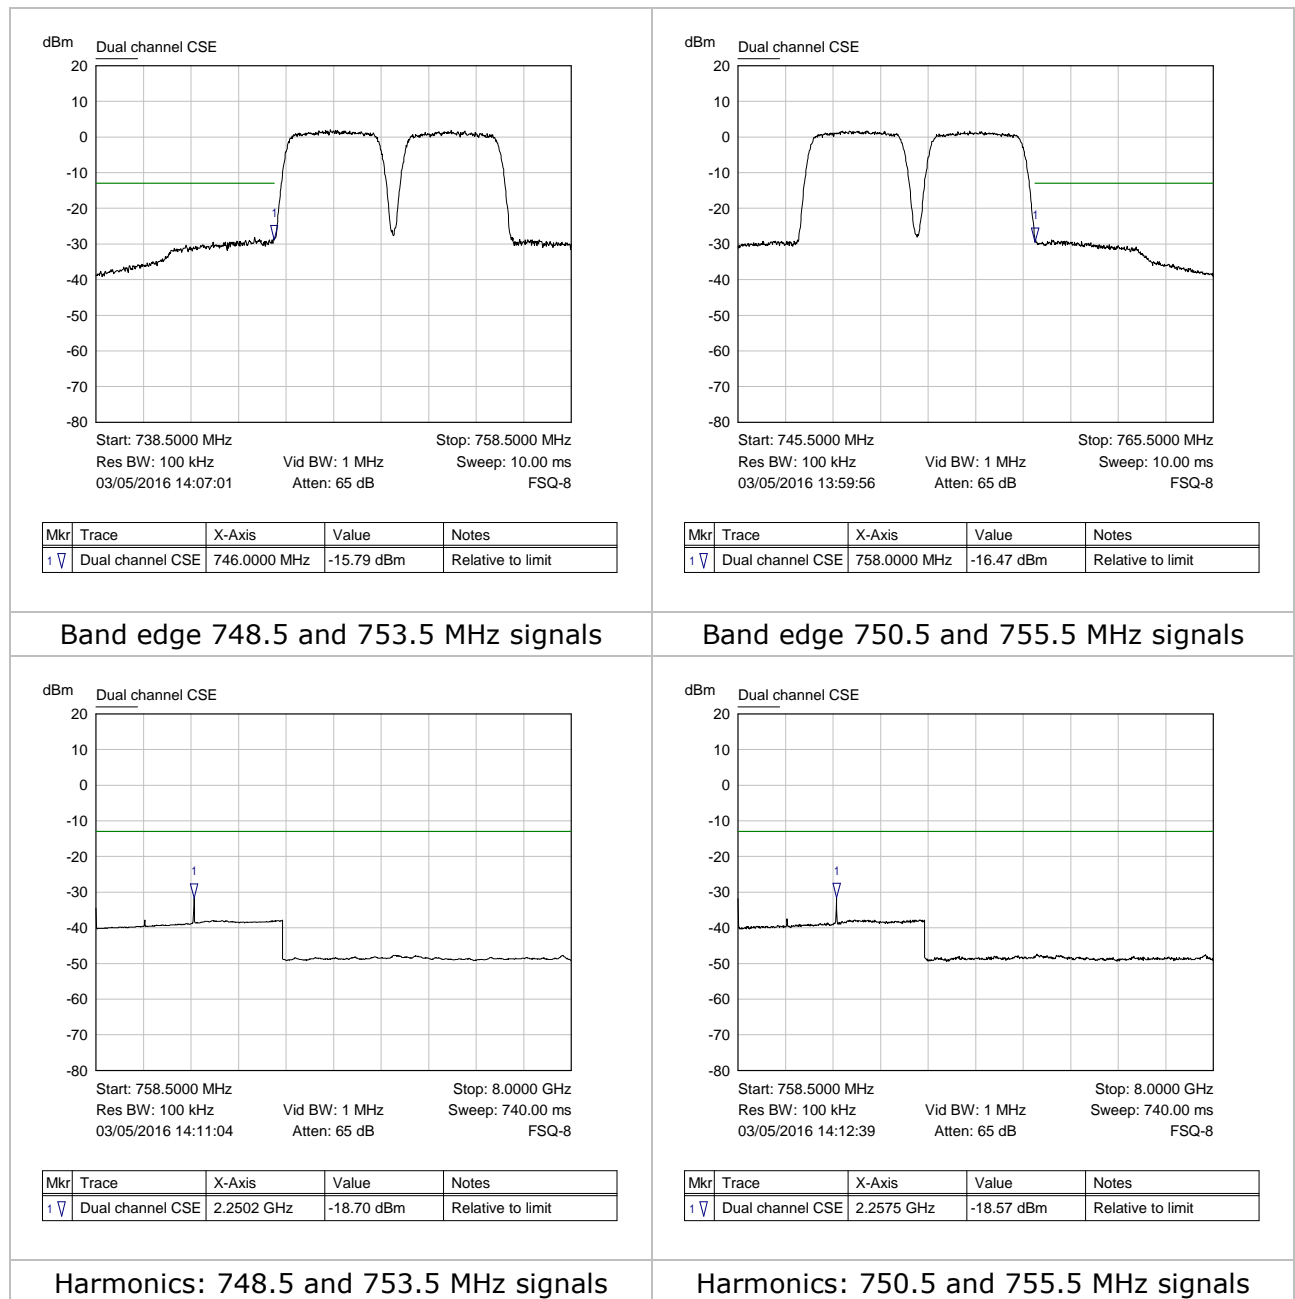 dBm Dual channel CSE
20
10
0
-10
-20
-30
-40
-50
-60
-70
-80
1
Start: 738.5000 MHz Stop: 758.5000 MHz
Res BW: 100 kHz Vid BW: 1 MHz Sweep: 10.00 ms
03/05/2016 14:07:01 Atten: 65 dB FSQ-8
Mkr Trace X-Axis Value Notes
1 Dual channel CSE 746.0000 MHz -15.79 dBm Relative to limit
Band edge 748.5 and 753.5 MHz signals
dBm Dual channel CSE
20
10
0
-10
-20
-30
-40
-50
-60
-70
-80
1
Start: 745.5000 MHz Stop: 765.5000 MHz
Res BW: 100 kHz Vid BW: 1 MHz Sweep: 10.00 ms
03/05/2016 13:59:56 Atten: 65 dB FSQ-8
Mkr Trace X-Axis Value Notes
1 Dual channel CSE 758.0000 MHz -16.47 dBm Relative to limit
Band edge 750.5 and 755.5 MHz signals
dBm Dual channel CSE
20
10
0
-10
-20
-30
-40
-50
-60
-70
-80
1
Start: 758.5000 MHz Stop: 8.0000 GHz
Res BW: 100 kHz Vid BW: 1 MHz Sweep: 740.00 ms
03/05/2016 14:11:04 Atten: 65 dB FSQ-8
Mkr Trace X-Axis Value Notes
1 Dual channel CSE 2.2502 GHz -18.70 dBm Relative to limit
Harmonics: 748.5 and 753.5 MHz signals
dBm Dual channel CSE
20
10
0
-10
-20
-30
-40
-50
-60
-70
-80
1
Start: 758.5000 MHz Stop: 8.0000 GHz
Res BW: 100 kHz Vid BW: 1 MHz Sweep: 740.00 ms
03/05/2016 14:12:39 Atten: 65 dB FSQ-8
Mkr Trace X-Axis Value Notes
1 Dual channel CSE 2.2575 GHz -18.57 dBm Relative to limit
Harmonics: 750.5 and 755.5 MHz signals